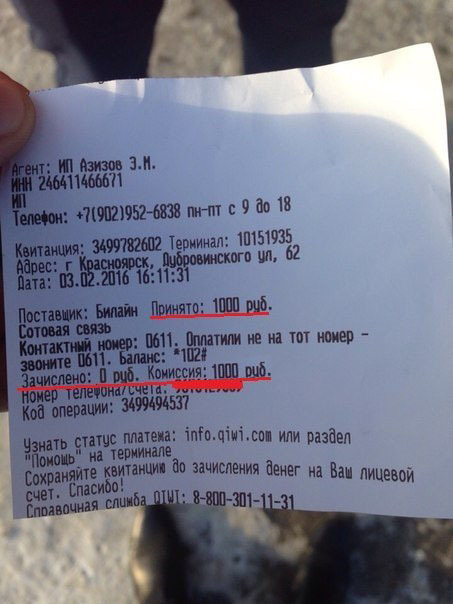 Агент: ИП Азизов Э.М.
ИНН 246411466671
ИП
Телефон: +7(902)952-6838 пн-пт с 9 до 18
Квитанция: 3499782602 Терминал: 10151935
Адрес: г Красноярск, Дубровинского ул, 62
Дата: 03.02.2016 16:11:31
Поставщик: Билайн Принято: 1000 руб.
Сотовая связь
Контактный номер: 0611. Оплатили не на тот номер -
звоните 0611. Баланс: *102#
Зачислено: 0 руб. Комиссия: 1000 руб.
Номер телефона/счета:
Код операции: 3499494537
Узнать статус платежа: info.qiwi.com или раздел
"Помощь" на терминале
Сохраняйте квитанцию до зачисления денег на Ваш лицевой
счет. Спасибо!
Справочная служба QIWI: 8-800-301-11-31